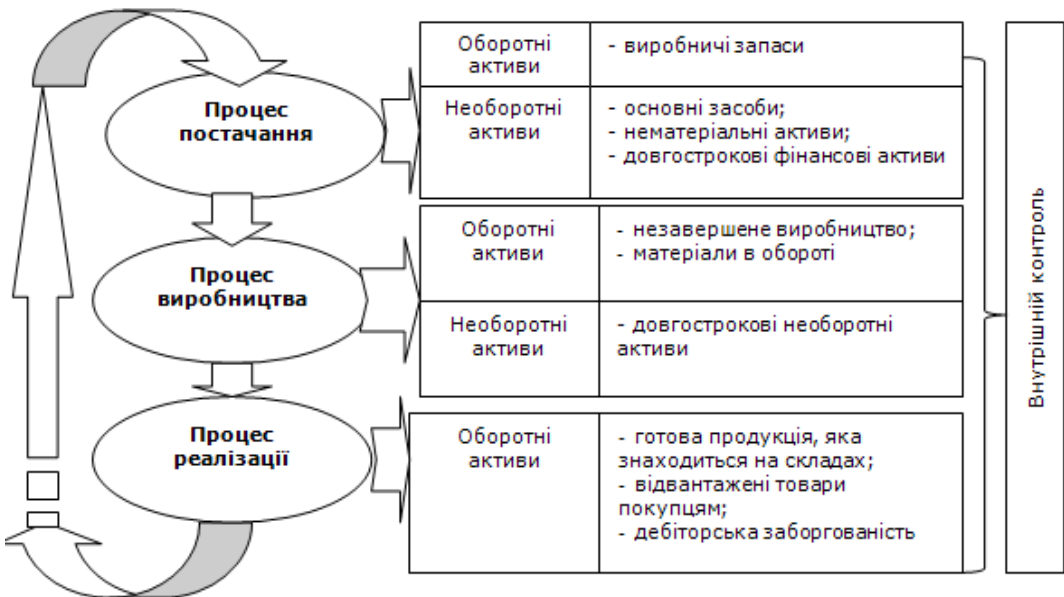 Процес
постачання
Оборотні
активи
- виробничі запаси
Необоротні
активи
- основні засоби;
- нематеріальні активи;
- довгострокові фінансові активи
Процес
виробництва
Оборотні
активи
- незавершене виробництво;
- матеріали в обороті
Необоротні
активи
- довгострокові необоротні
активи
Процес
реалізації
Оборотні
активи
- готова продукція, яка
знаходиться на складах;
- відвантажені товари
покупцям;
- дебіторська заборгованість
Внутрішній контроль